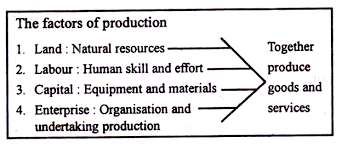 The factors of production
1. Land : Natural resources
2. Labour : Human skill and effort
3. Capital : Equipment and materials
4. Enterprise : Organisation and
undertaking production
Together
produce
goods and
services